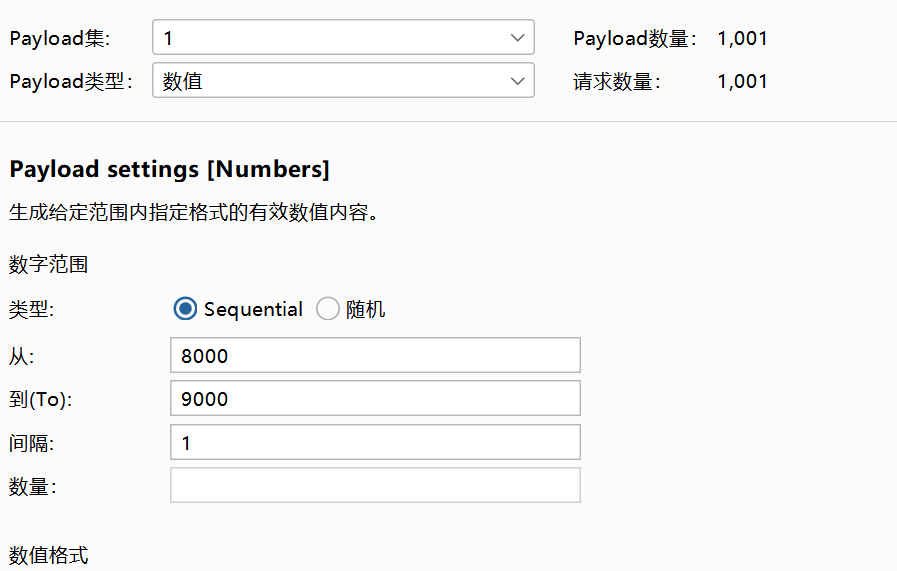 Payload集: 1 Payload数量: 1,001
Payload类型: 数值 请求数量: 1,001
Payload settings [Numbers]
生成给定范围内指定格式的有效数值内容。
数字范围
类型: Sequential 随机
从: 8000
到(To): 9000
间隔: 1
数量:
数值格式